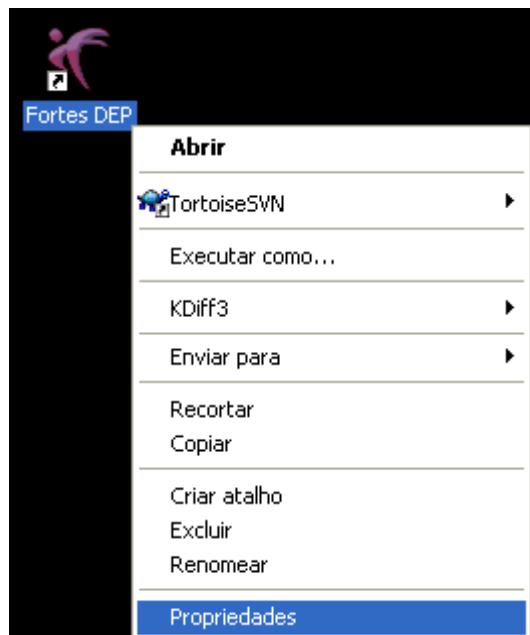 Fortes DEP
Abrir
TortoiseSVN
Executar como...
KDiff3
Enviar para
Recortar
Copiar
Criar atalho
Excluir
Renomear
Propriedades